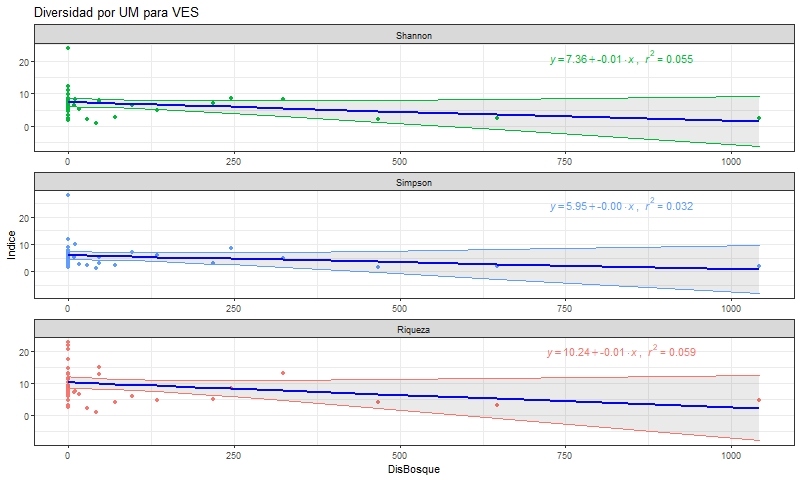 Diversidad por UM para VES
Shannon
y = 7.36 + -0.01 · x ,  r² = 0.055
20
10
0
0 250 500 750 1000
Simpson
y = 5.95 + -0.00 · x ,  r² = 0.032
20
10
0
0 250 500 750 1000
Indice
Riqueza
y = 10.24 + -0.01 · x ,  r² = 0.059
20
10
0
0 250 500 750 1000
DisBosque